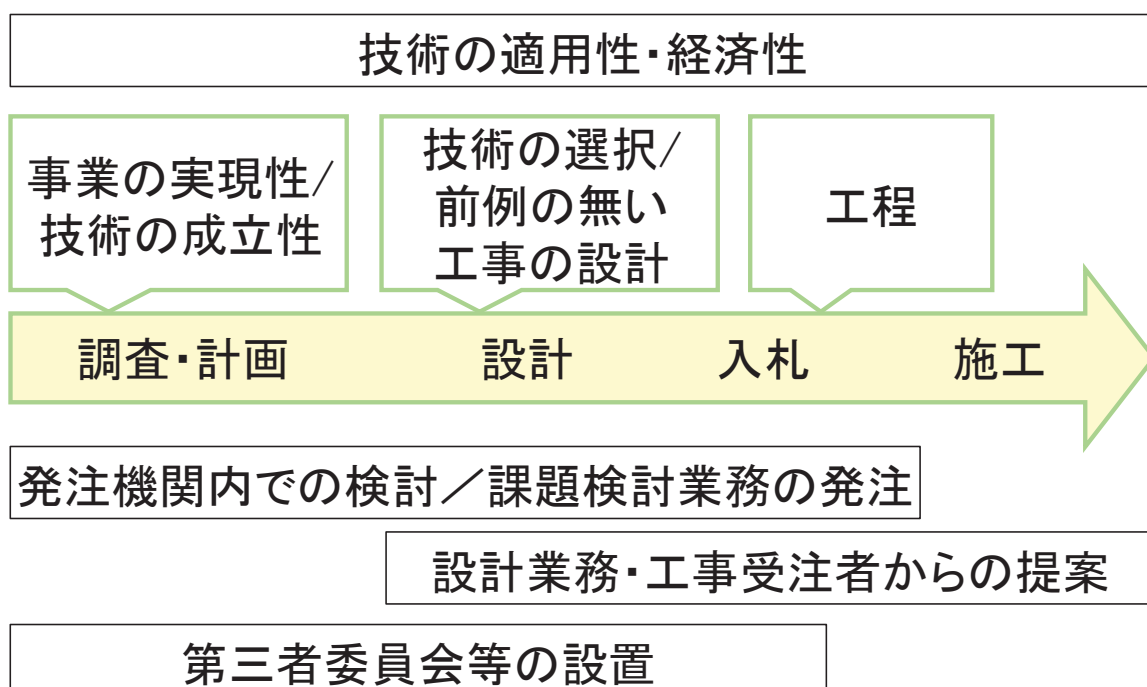 技術の適用性・経済性
事業の実現性/
技術の成立性
技術の選択/
前例の無い
工事の設計
工程
調査・計画
設計
入札
施工
発注機関内での検討／課題検討業務の発注
設計業務・工事受注者からの提案
第三者委員会等の設置